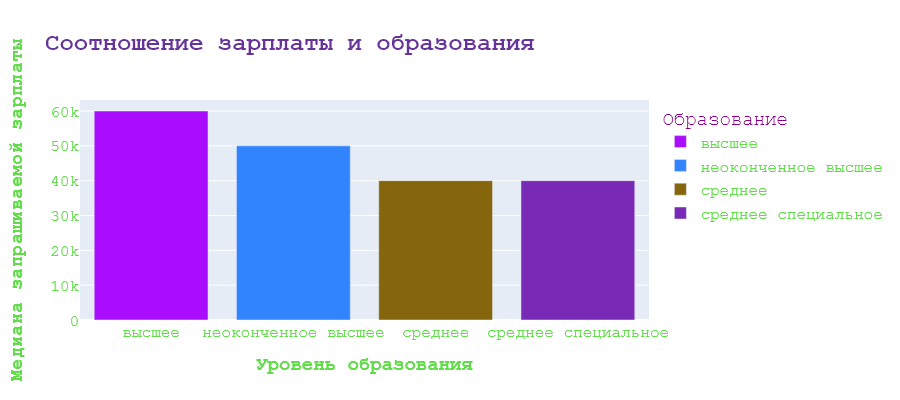 Соотношение зарплаты и образования
Медиана запрашиваемой зарплаты
60k
50k
40k
30k
20k
10k
0
высшее неоконченное высшее среднее среднее специальное
Уровень образования
Образование
высшее
неоконченное высшее
среднее
среднее специальное